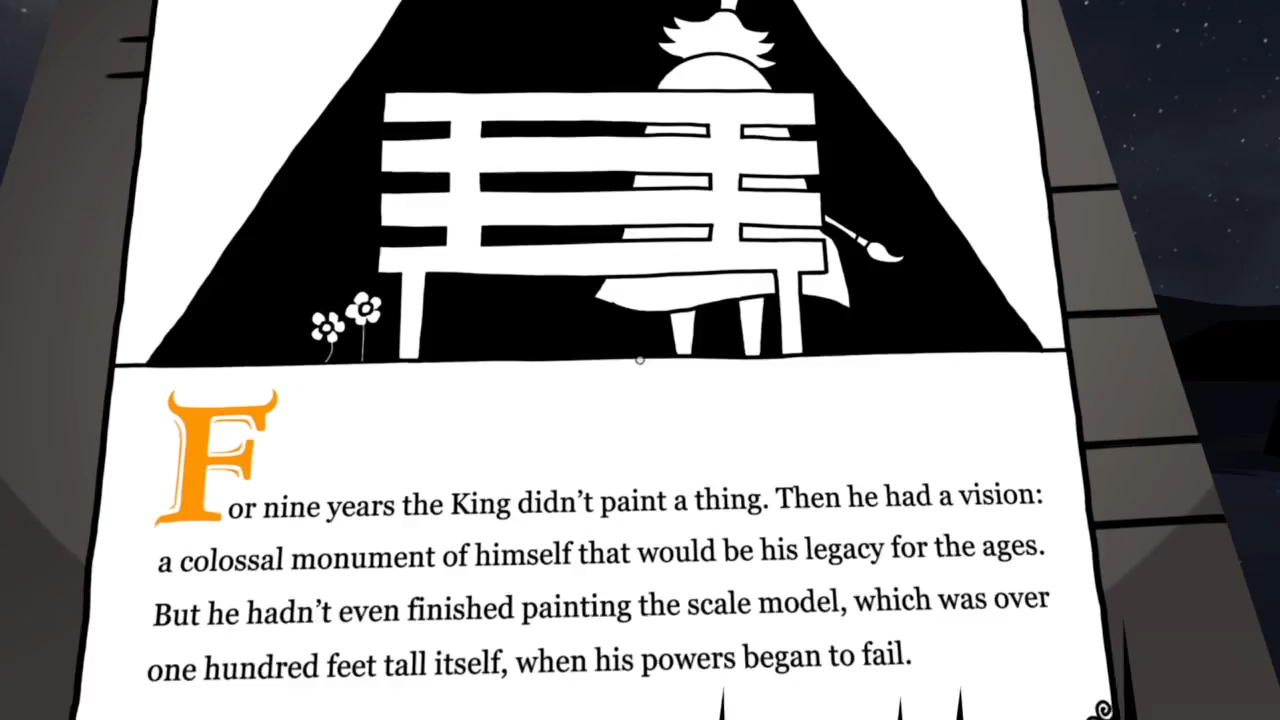 For nine years the King didn’t paint a thing. Then he had a vision:
a colossal monument of himself that would be his legacy for the ages.
But he hadn’t even finished painting the scale model, which was over
one hundred feet tall itself, when his powers began to fail.